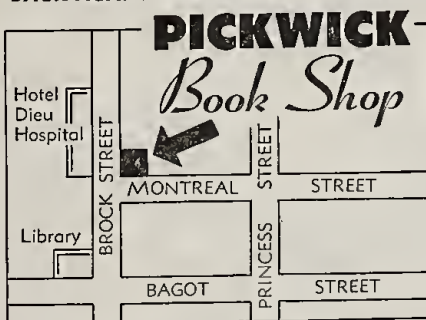 PICKWICK
Book Shop
Hotel
Dieu
Hospital
BROCK STREET
MONTREAL STREET
PRINCESS STREET
Library
BAGOT STREET